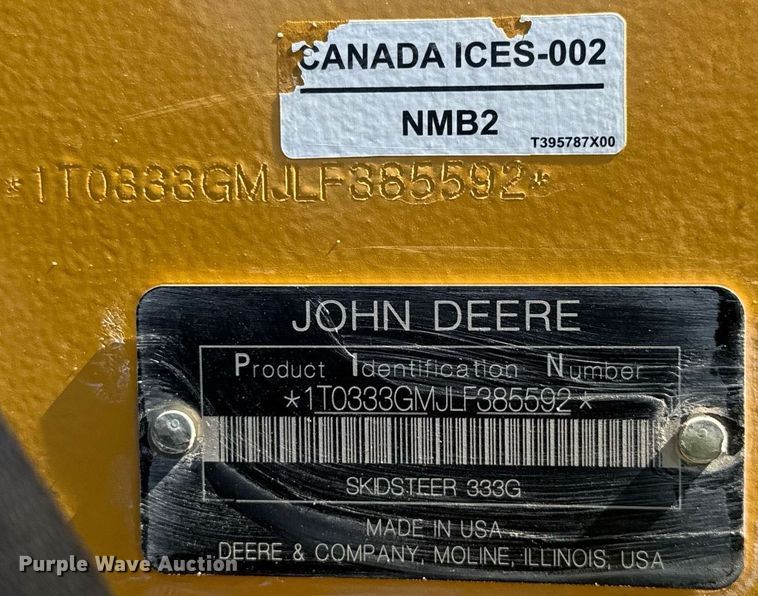 CANADA ICES-002
NMB2
T395787X00
*1T0333GMJLF385592*
JOHN DEERE
Product Identification Number
*1T0333GMJLF385592*
SKIDSTEER 333G
MADE IN USA
DEERE & COMPANY, MOLINE, ILLINOIS, USA
Purple Wave Auction